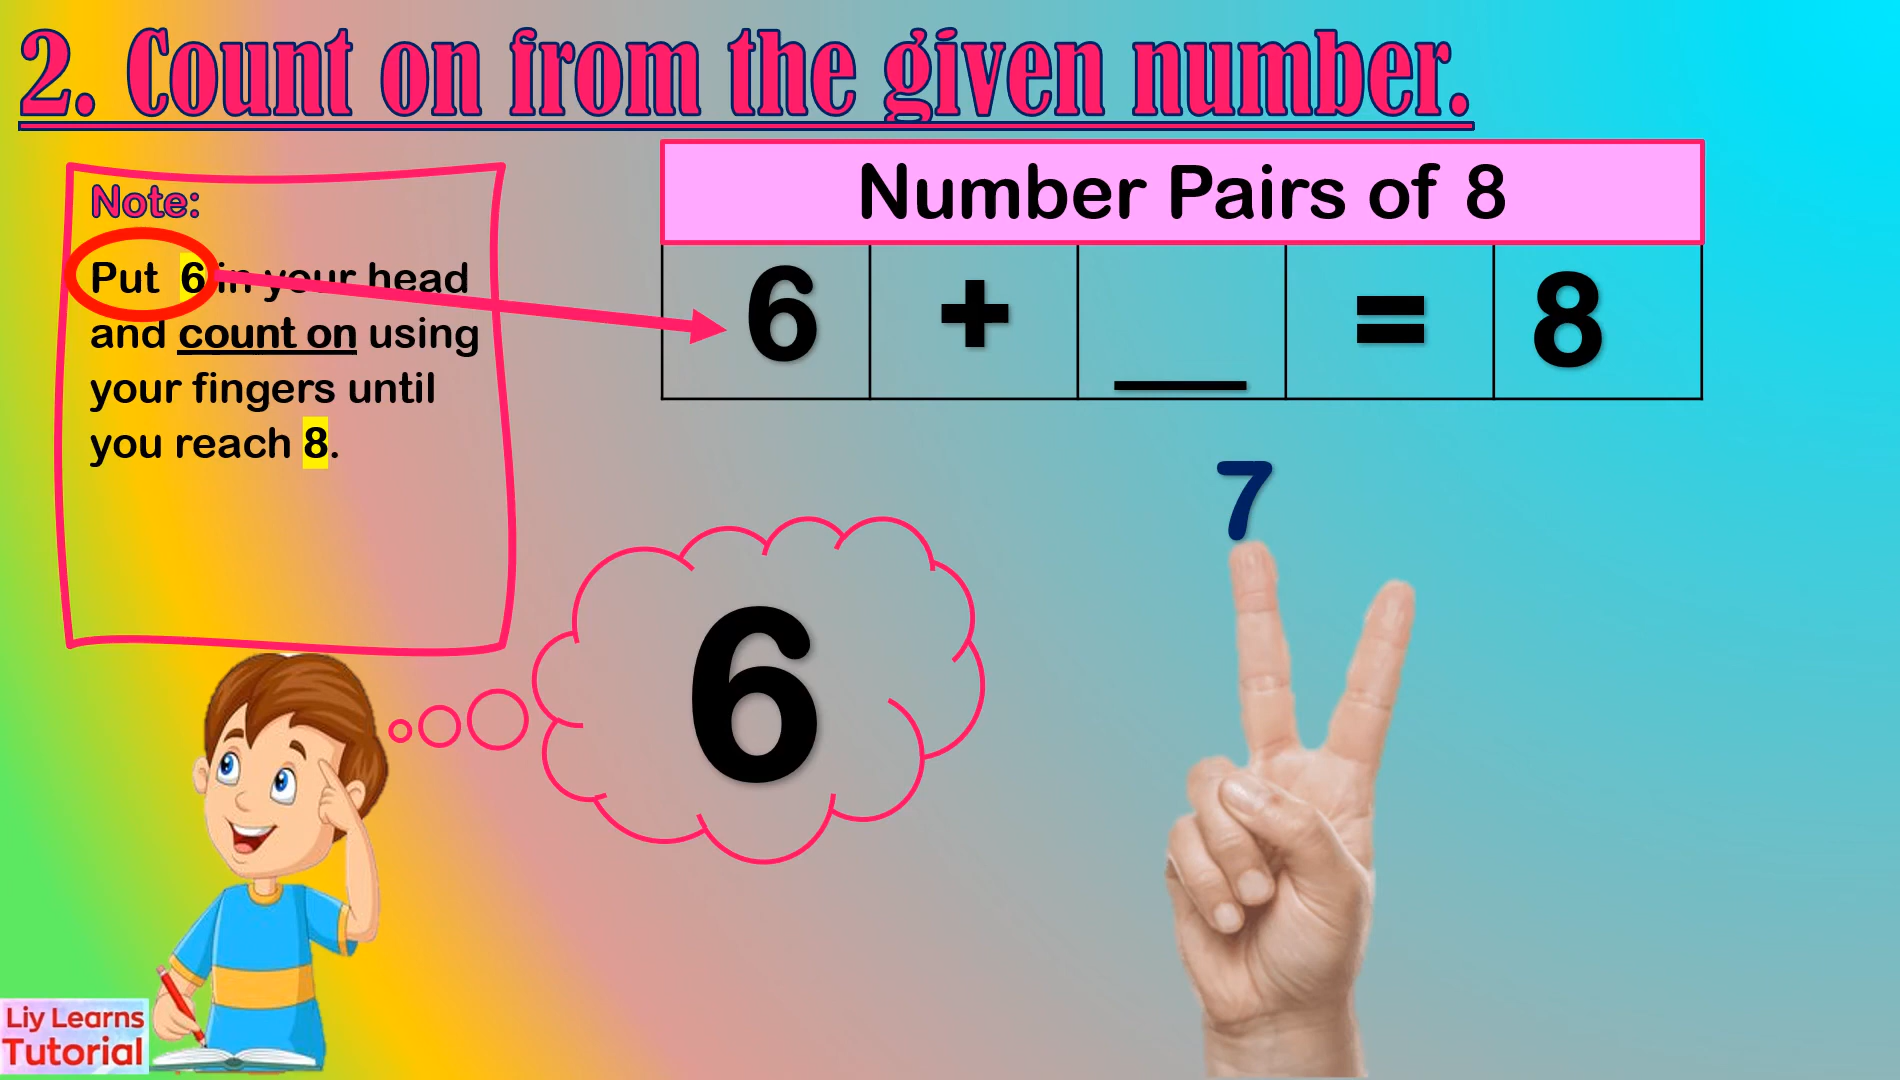 2. Count on from the given number.
Number Pairs of 8
Note:
Put 6 in your head
and count on using
your fingers until
you reach 8.
6 + ___ = 8
7
6
Liy Learns
Tutorial